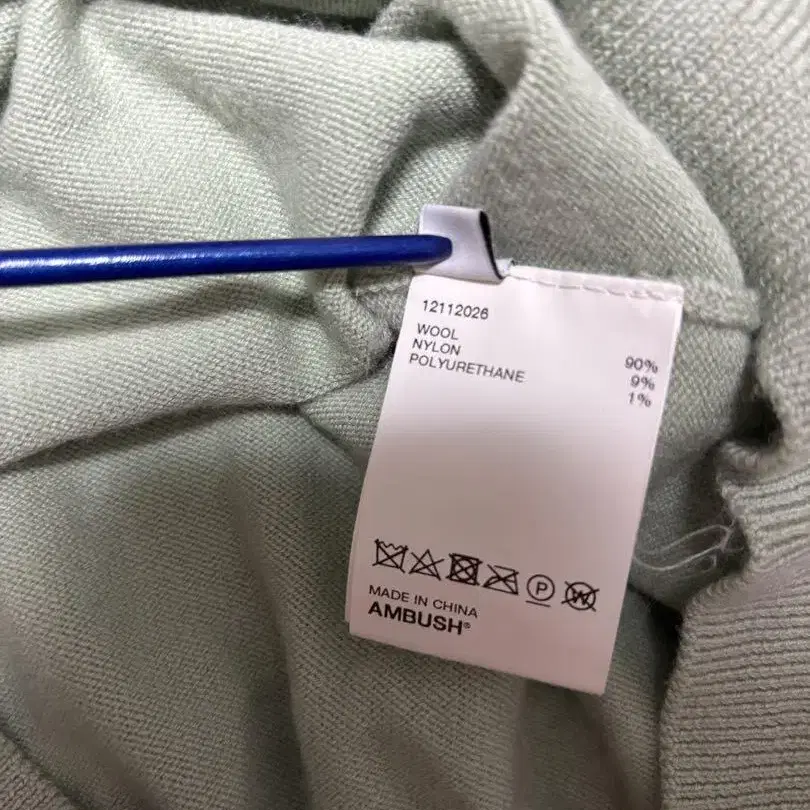 12112026
WOOL 90%
NYLON 9%
POLYURETHANE 1%
P W
MADE IN CHINA
AMBUSH®